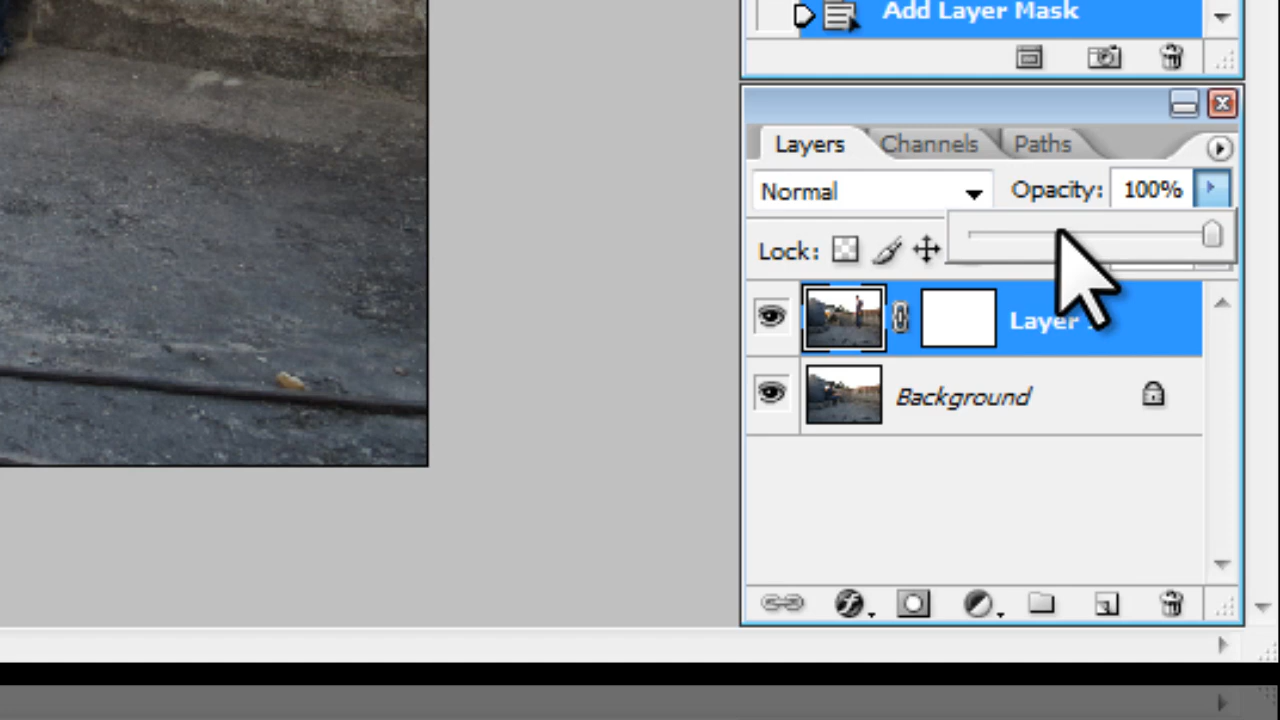 Add Layer Mask
Layers Channels Paths
Normal Opacity: 100%
Lock:
Layer
Background